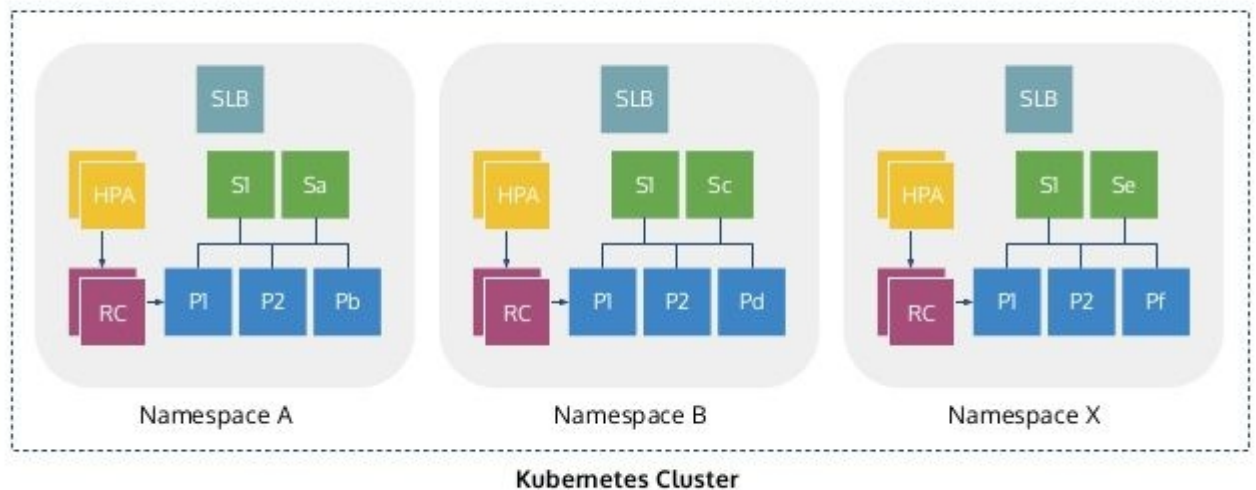 SLB
HPA
S1 Sa
RC
P1 P2 Pb
Namespace A
SLB
HPA
S1 Sc
RC
P1 P2 Pd
Namespace B
SLB
HPA
S1 Se
RC
P1 P2 Pf
Namespace X
Kubernetes Cluster